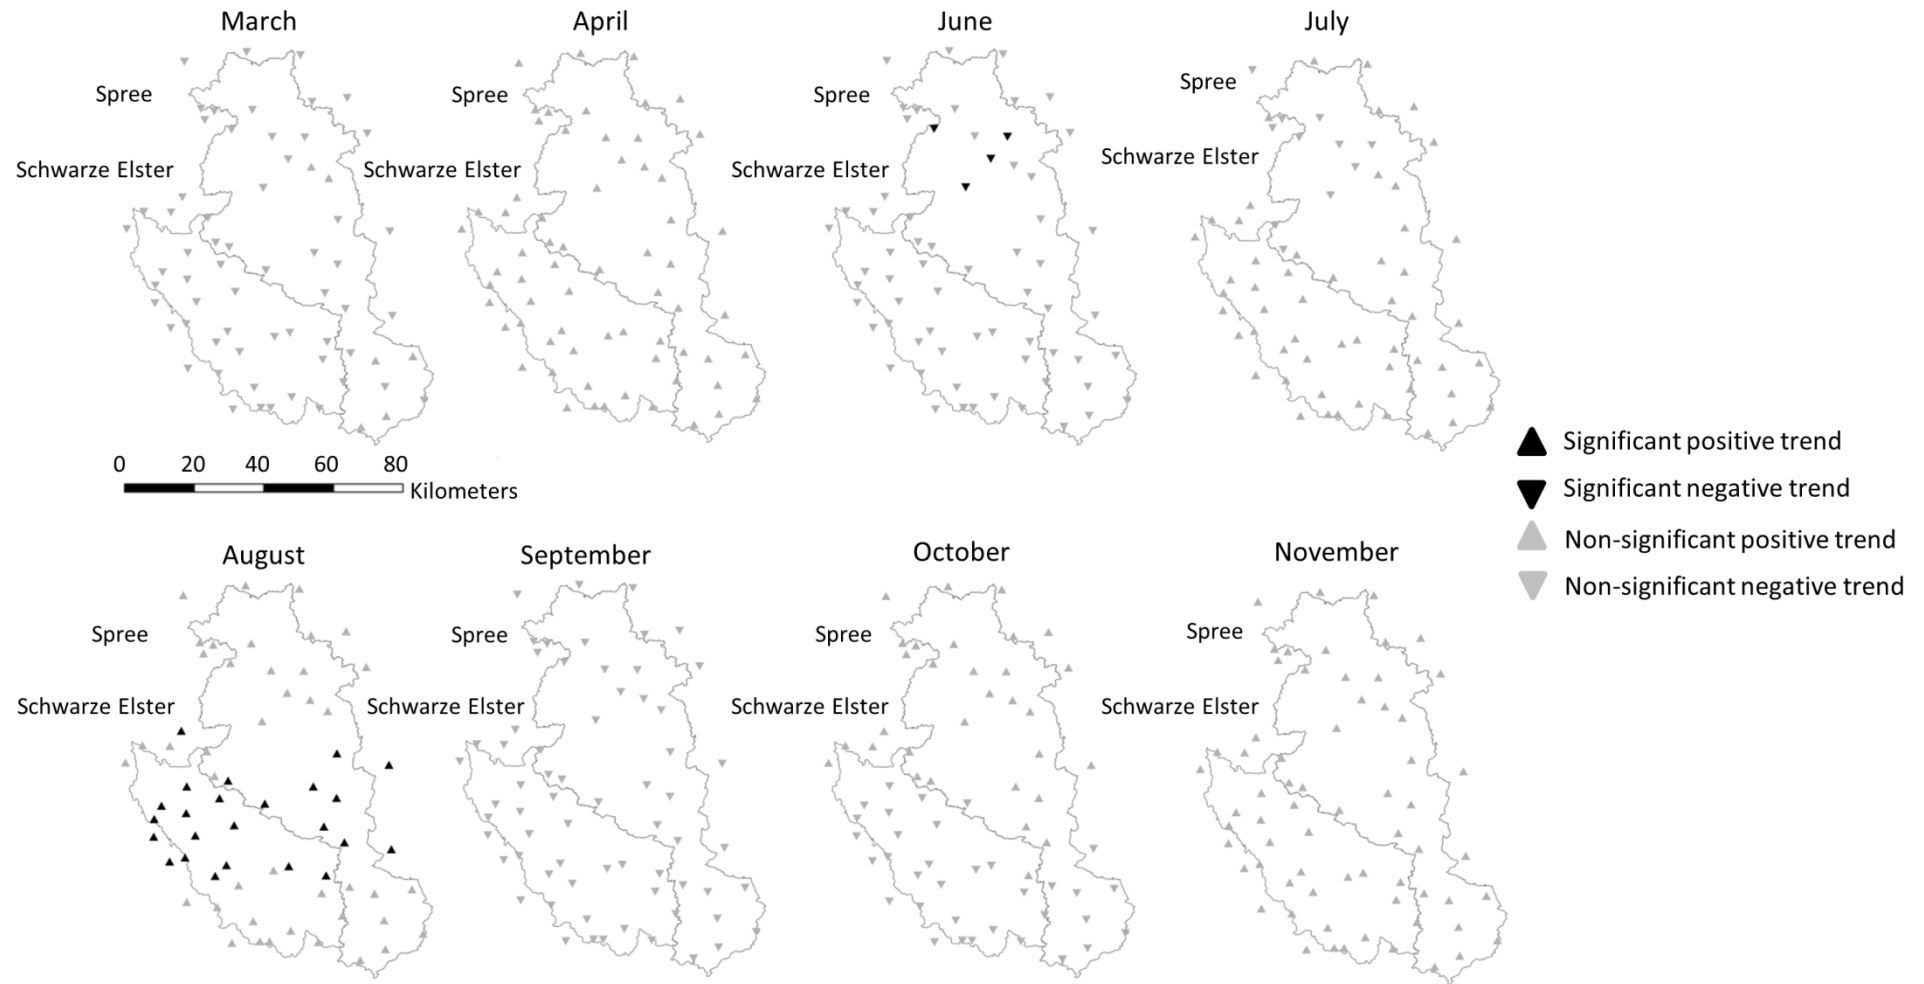 March
April
June
July
Spree
Spree
Spree
Spree
Schwarze Elster
Schwarze Elster
Schwarze Elster
Schwarze Elster
0 20 40 60 80
Kilometers
Significant positive trend
Significant negative trend
Non-significant positive trend
Non-significant negative trend
August
September
October
November
Spree
Spree
Spree
Spree
Schwarze Elster
Schwarze Elster
Schwarze Elster
Schwarze Elster